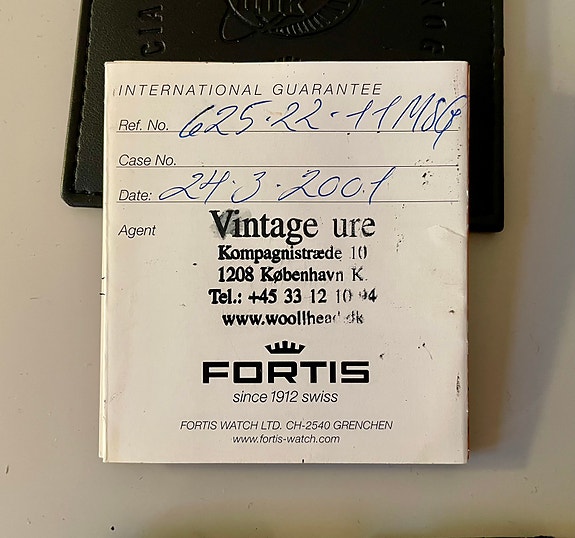 INTERNATIONAL GUARANTEE
Ref. No. 625.22.11 M
Case No.
Date: 24.3.2001
Agent Vintage ure
Kompagnistræde 10
1208 København K.
Tel.: +45 33 12 10 94
www.woollhead.dk
FORTIS
since 1912 swiss
FORTIS WATCH LTD. CH-2540 GRENCHEN
www.fortis-watch.com